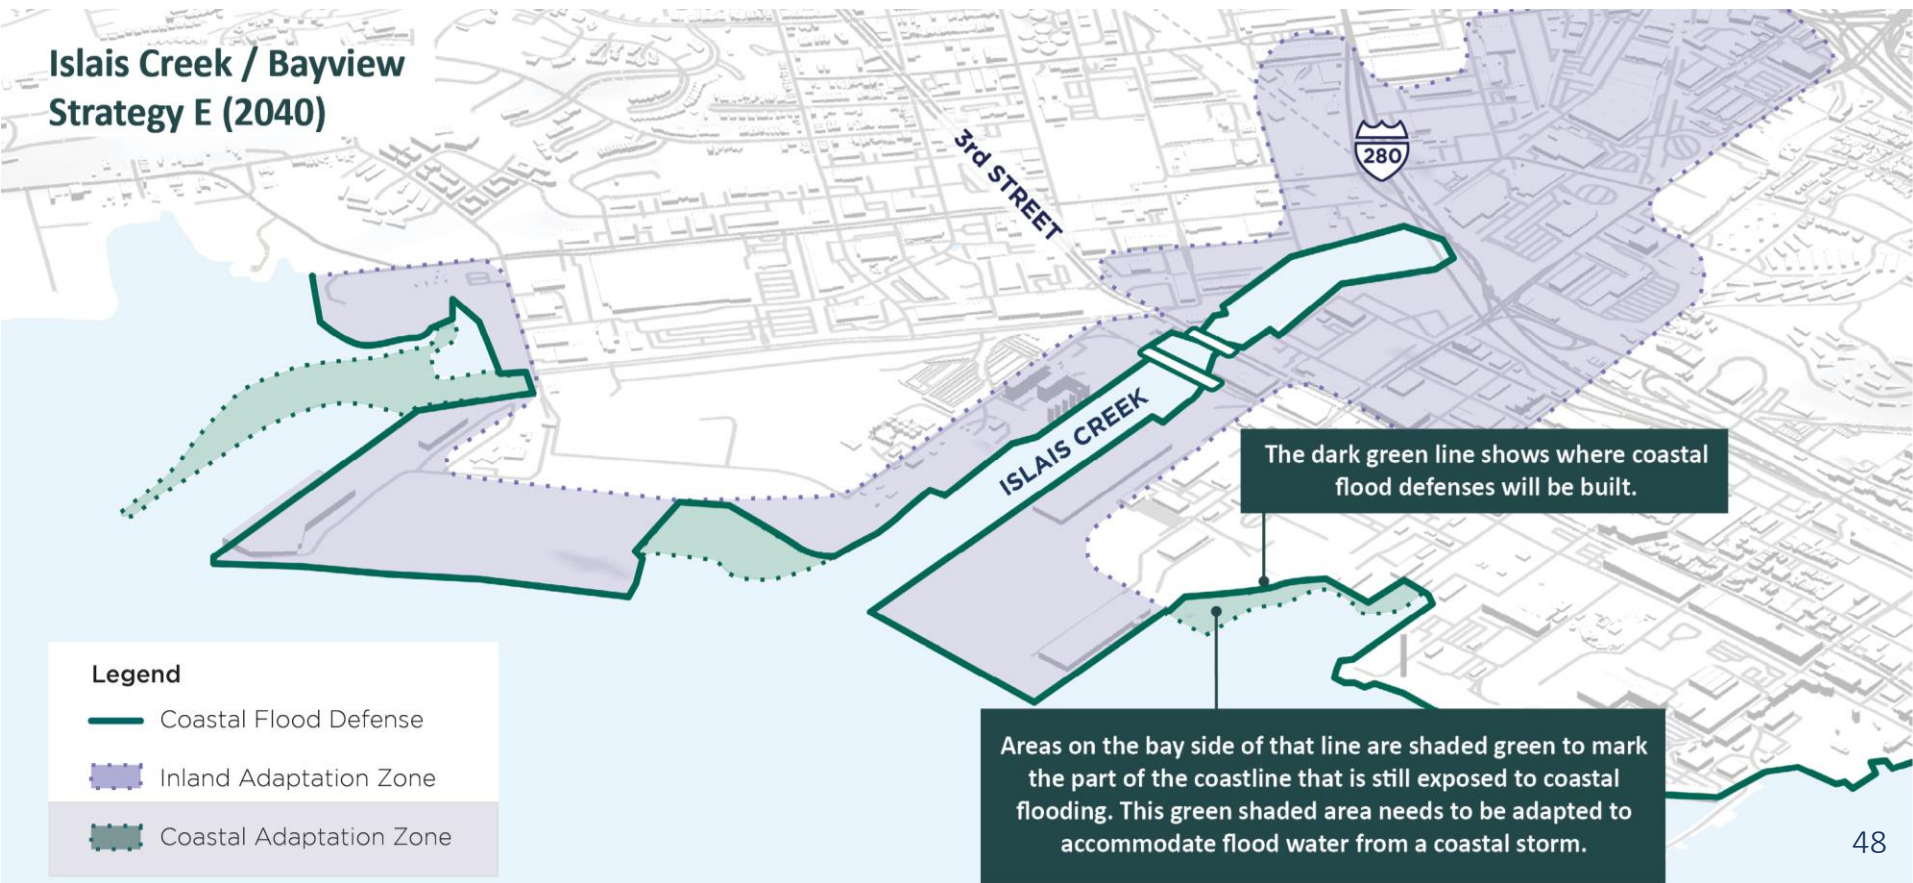 Islais Creek / Bayview
Strategy E (2040)
3rd STREET
280
ISLAIS CREEK
The dark green line shows where coastal
flood defenses will be built.
Legend
Coastal Flood Defense
Inland Adaptation Zone
Coastal Adaptation Zone
Areas on the bay side of that line are shaded green to mark
the part of the coastline that is still exposed to coastal
flooding. This green shaded area needs to be adapted to
accommodate flood water from a coastal storm.
48